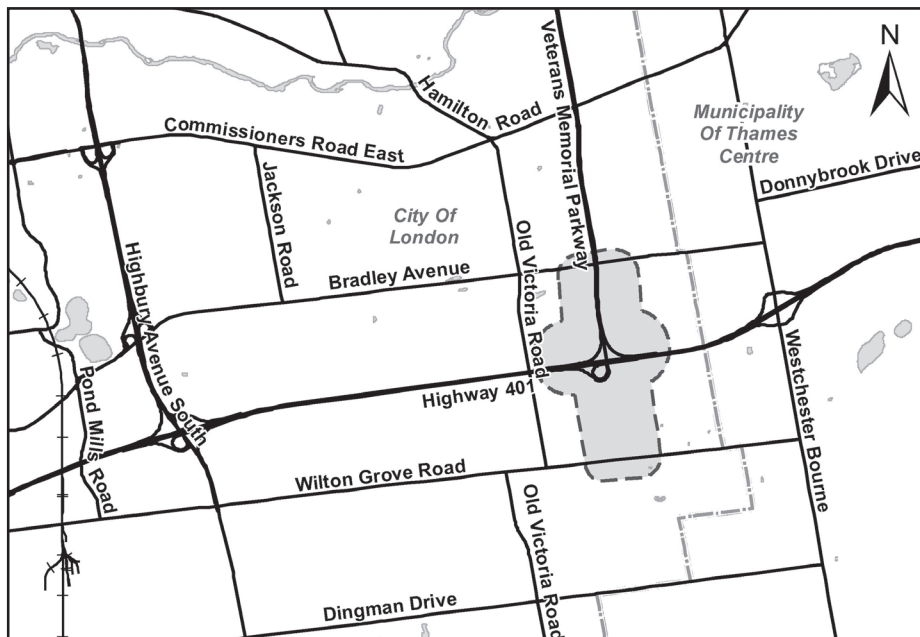 N
Veterans Memorial Parkway
Hamilton Road
Municipality
Of Thames
Centre
Commissioners Road East
Donnybrook Drive
Jackson Road
City Of
London
Highbury Avenue South
Old Victoria Road
Bradley Avenue
Pond Mills Road
Highway 401
Westchester Bourne
Wilton Grove Road
Old Victoria Road
Dingman Drive